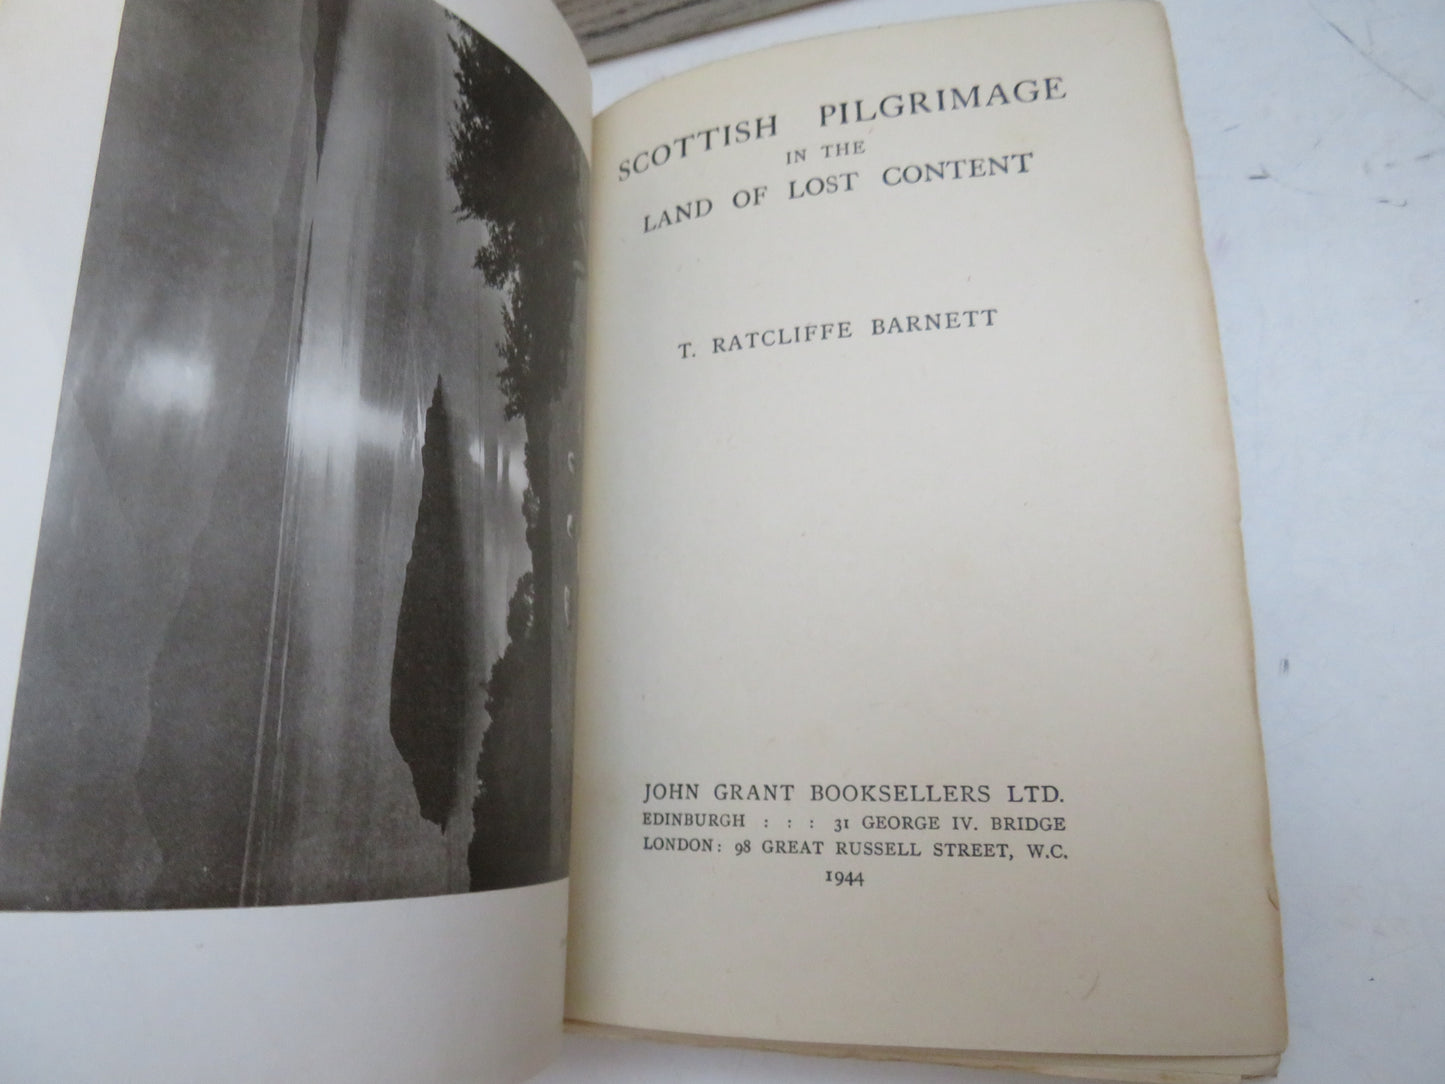 SCOTTISH PILGRIMAGE
IN THE
LAND OF LOST CONTENT
T. RATCLIFFE BARNETT
JOHN GRANT BOOKSELLERS LTD.
EDINBURGH : : : 31 GEORGE IV. BRIDGE
LONDON: 98 GREAT RUSSELL STREET, W.C.
1944